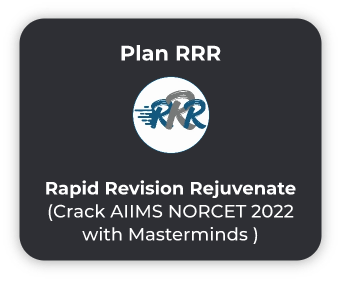 Plan RRR
RRR
Rapid Revision Rejuvenate
(Crack AIIMS NORCET 2022
with Masterminds )